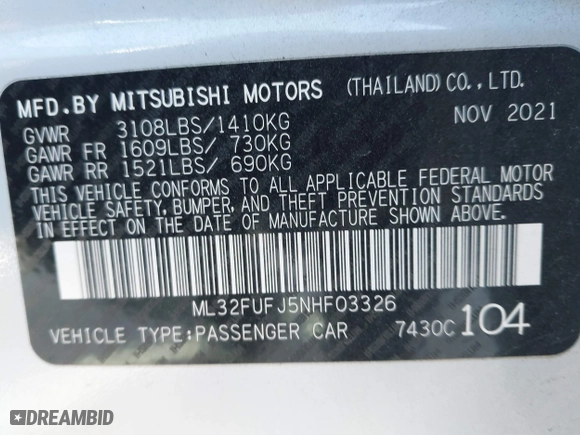 MFD.BY MITSUBISHI MOTORS (THAILAND) CO., LTD.
NOV 2021
GVWR 3108LBS/1410KG
GAWR FR 1609LBS/ 730KG
GAWR RR 1521LBS/ 690KG
THIS VEHICLE CONFORMS TO ALL APPLICABLE FEDERAL MOTOR
VEHICLE SAFETY, BUMPER, AND THEFT PREVENTION STANDARDS
IN EFFECT ON THE DATE OF MANUFACTURE SHOWN ABOVE.
ML32FUFJ5NHF03326
VEHICLE TYPE:PASSENGER CAR 7430C 104
DREAMBID